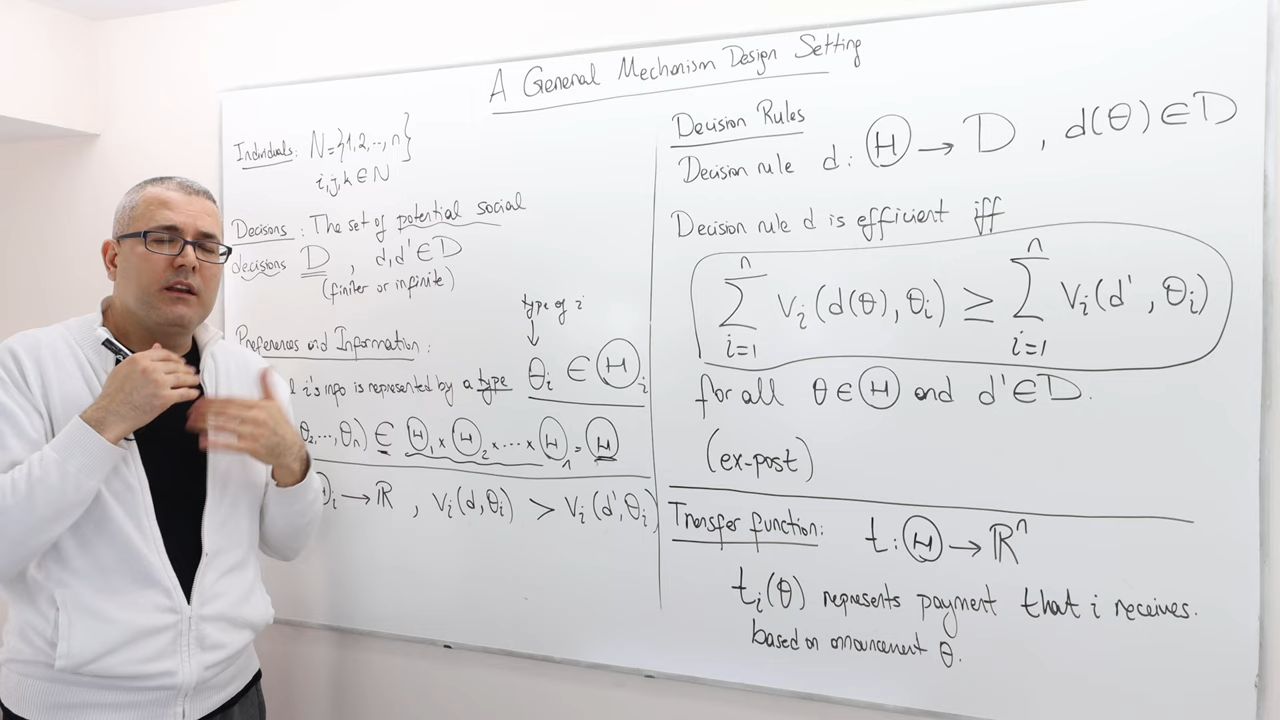 A General Mechanism Design Setting
Individuals: N={1,2,..,n}
i,j,k ∈ N
Decisions: The set of potential social
decisions D , d,d' ∈ D
(finiter or infinite)
Preferences and Information:
type of i
↓
i's info is represented by a type θi ∈ Θi
θ2,...,θn) ∈ Θ1 × Θ2 × ... × Θn = Θ
Θi → ℝ , vi(d,θi) > vi(d',θi)
Decision Rules
Decision rule d: Θ → D , d(θ) ∈ D
Decision rule d is efficient iff
∑_{i=1}^{n} vi(d(θ),θi) ≥ ∑_{i=1}^{n} vi(d',θi)
for all θ ∈ Θ and d' ∈ D.
(ex-post)
Transfer function: t: Θ → ℝ^n
ti(θ) represents payment that i receives.
based on announcement θ.